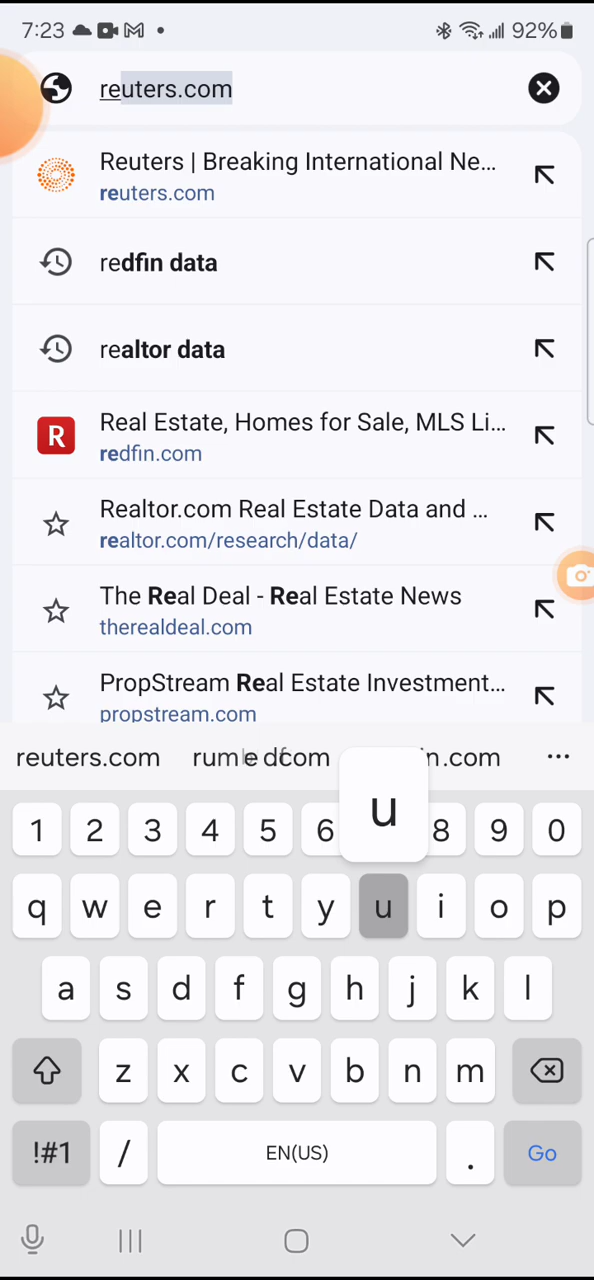 7:23 92%
reuters.com
Reuters | Breaking International Ne...
reuters.com
redfin data
realtor data
R
Real Estate, Homes for Sale, MLS Li...
redfin.com
Realtor.com Real Estate Data and ...
realtor.com/research/data/
The Real Deal - Real Estate News
therealdeal.com
PropStream Real Estate Investment...
propstream.com
reuters.com
u
1 2 3 4 5 6 8 9 0
q w e r t y u i o p
a s d f g h j k l
z x c v b n m
!#1 / EN(US) . Go